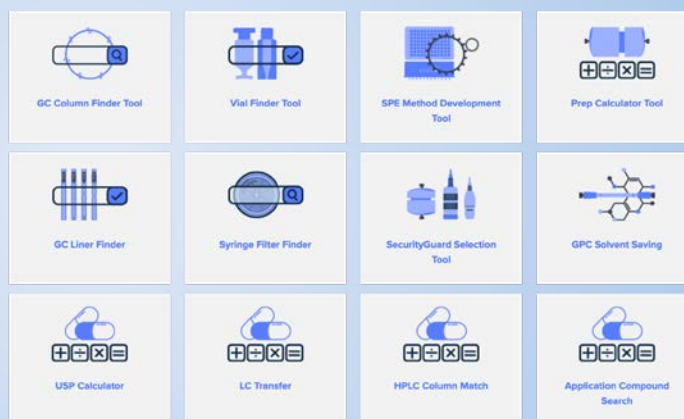 GC Column Finder Tool
Vial Finder Tool
SPE Method Development
Tool
Prep Calculator Tool
GC Liner Finder
Syringe Filter Finder
SecurityGuard Selection
Tool
GPC Solvent Saving
USP Calculator
LC Transfer
HPLC Column Match
Application Compound
Search